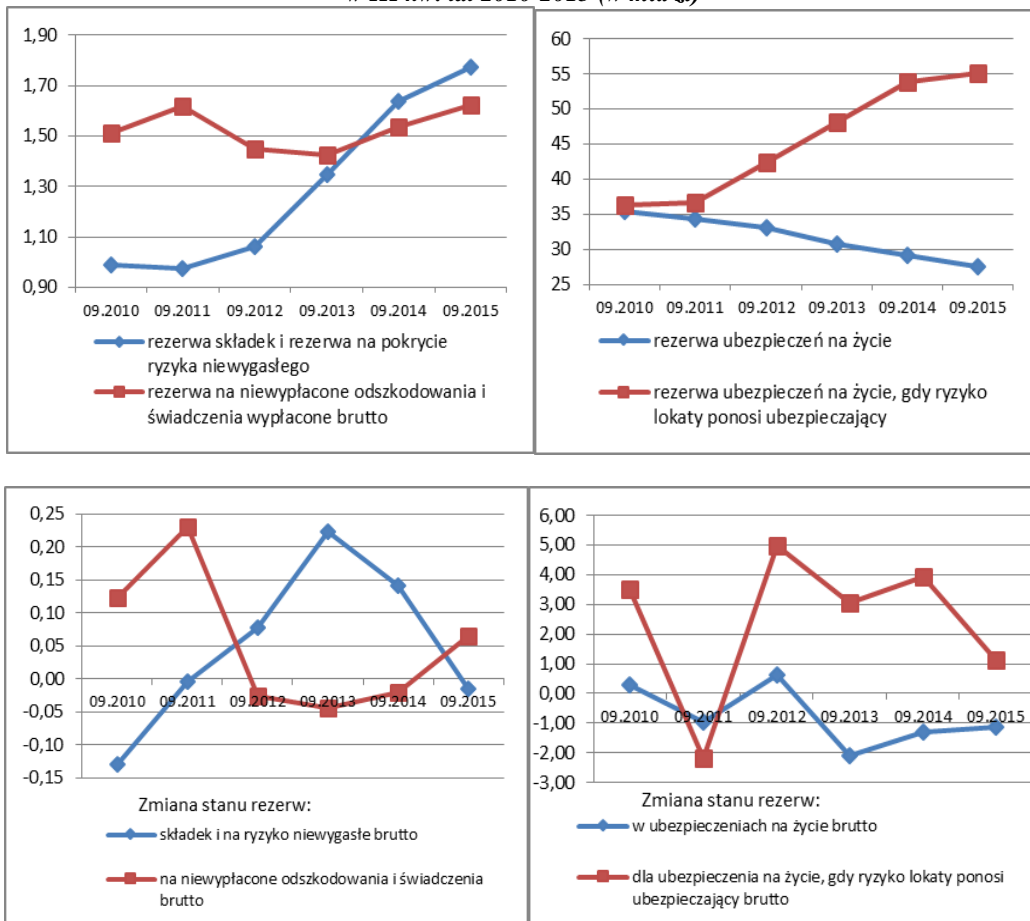 w III kwartał 2010-2015 (w mld zł)
1,90
1,70
1,50
1,30
1,10
0,90
09.2010 09.2011 09.2012 09.2013 09.2014 09.2015
rezerwa składek i rezerwa na pokrycie
ryzyka niewygasłego
rezerwa na niewypłacone odszkodowania i
świadczenia wypłacone brutto
60
55
50
45
40
35
30
25
09.2010 09.2011 09.2012 09.2013 09.2014 09.2015
rezerwa ubezpieczeń na życie
rezerwa ubezpieczeń na życie, gdy ryzyko
lokaty ponosi ubezpieczający
0,25
0,20
0,15
0,10
0,05
0,00
-0,05
-0,10
-0,15
09.2010 09.2011 09.2012 09.2013 09.2014 09.2015
Zmiana stanu rezerw:
składek i na ryzyko niewygasłe brutto
na niewypłacone odszkodowania i świadczenia
brutto
6,00
5,00
4,00
3,00
2,00
1,00
0,00
-1,00
-2,00
-3,00
09.2010 09.2011 09.2012 09.2013 09.2014 09.2015
Zmiana stanu rezerw:
w ubezpieczeniach na życie brutto
dla ubezpieczenia na życie, gdy ryzyko lokaty ponosi
ubezpieczający brutto